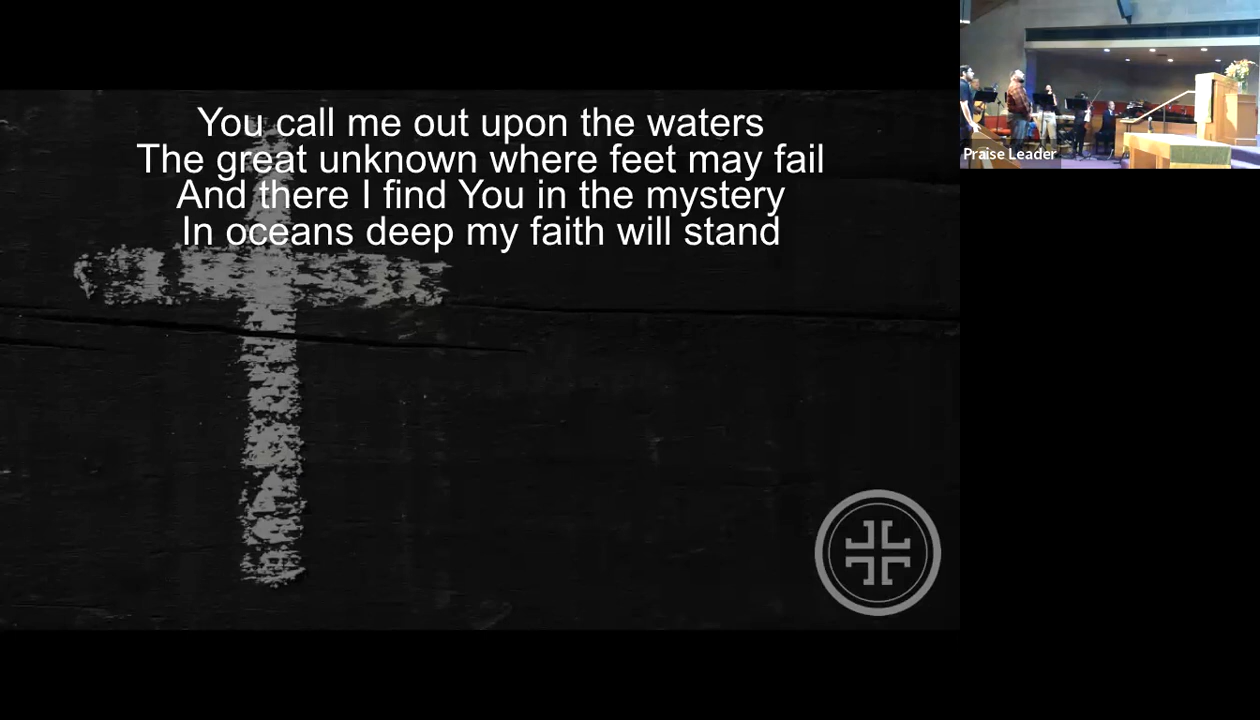 You call me out upon the waters
The great unknown where feet may fail
And there I find You in the mystery
In oceans deep my faith will stand
Praise Leader